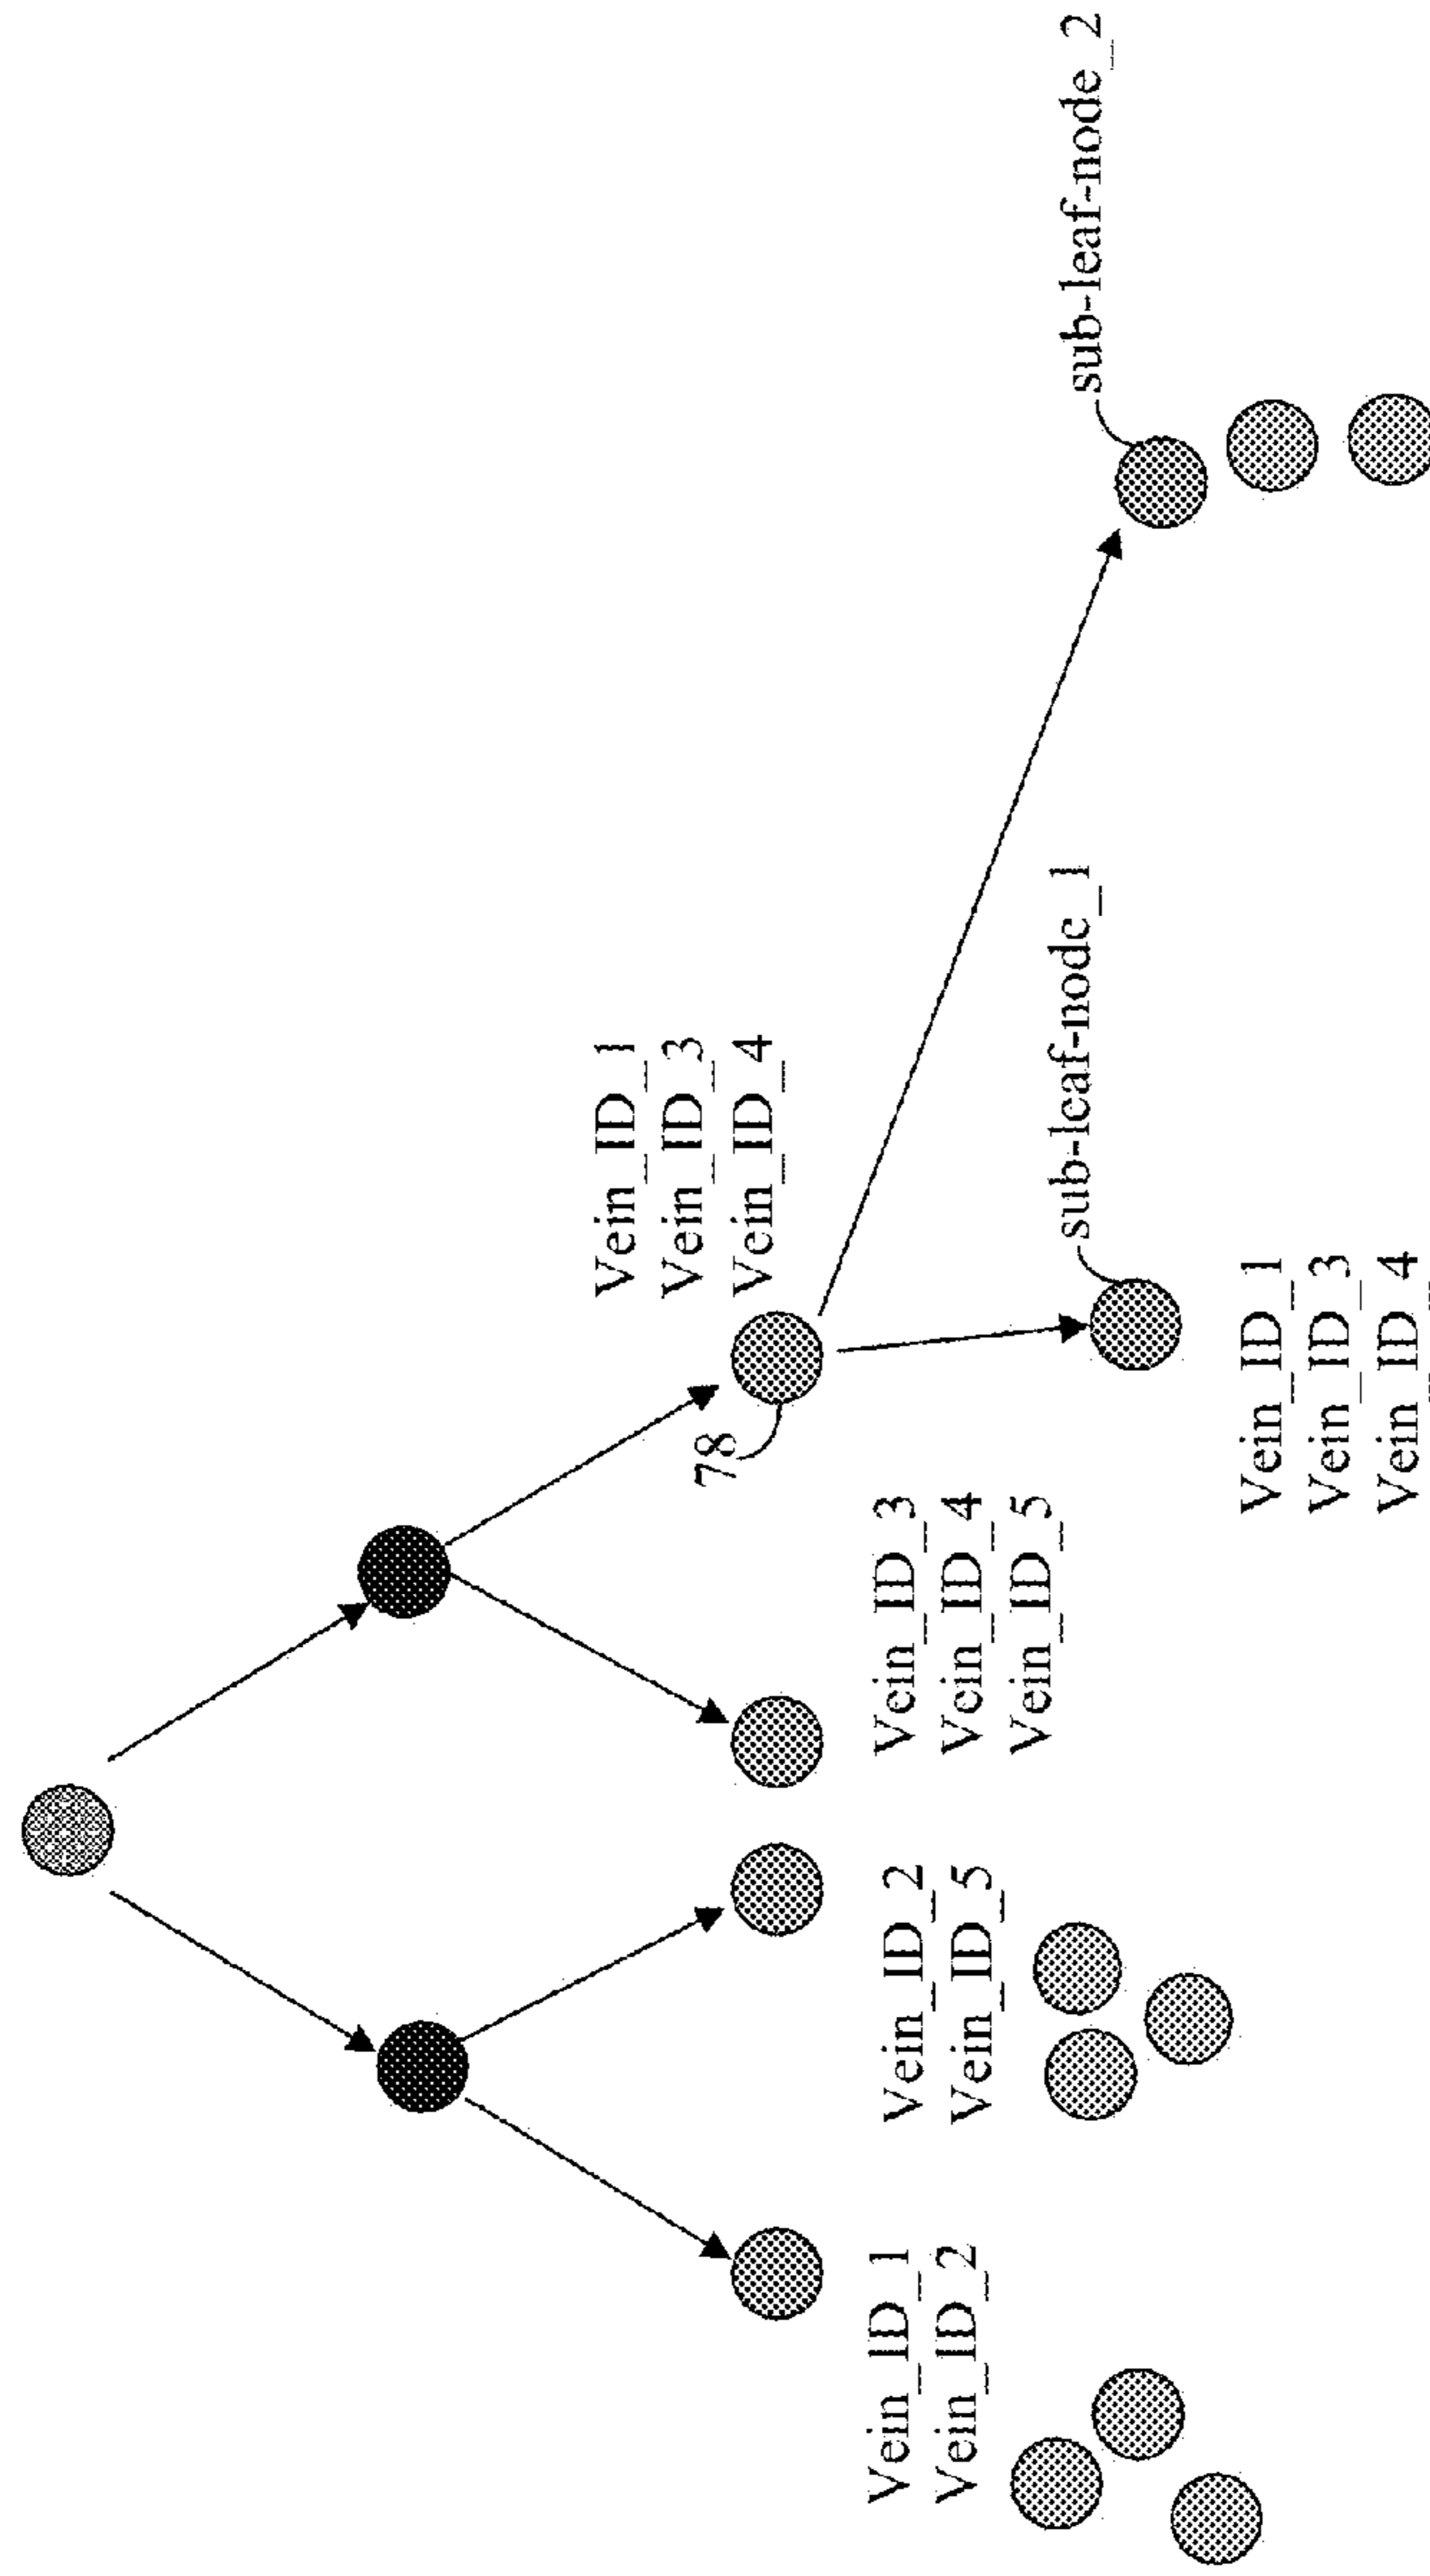 Vein_ID_1
Vein_ID_3
Vein_ID_4
78
Vein_ID_1
Vein_ID_2
Vein_ID_2
Vein_ID_5
Vein_ID_3
Vein_ID_4
Vein_ID_5
sub-leaf-node_1
sub-leaf-node_2
Vein_ID_1
Vein_ID_3
Vein_ID_4